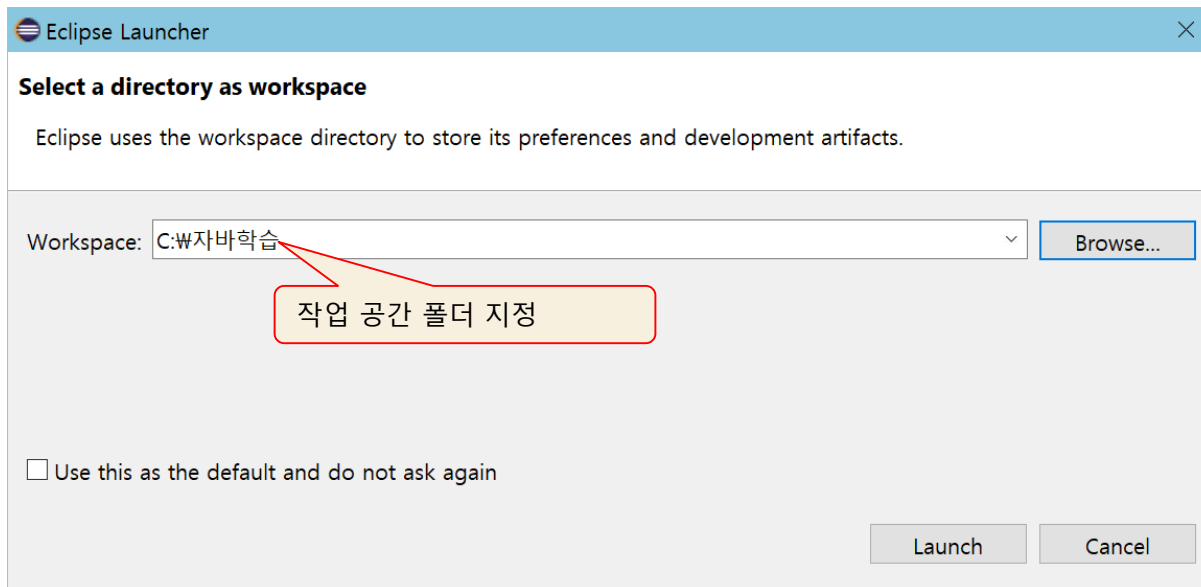 Eclipse Launcher
Select a directory as workspace
Eclipse uses the workspace directory to store its preferences and development artifacts.
Workspace: C:₩자바학습 Browse...
작업 공간 폴더 지정
Use this as the default and do not ask again
Launch Cancel